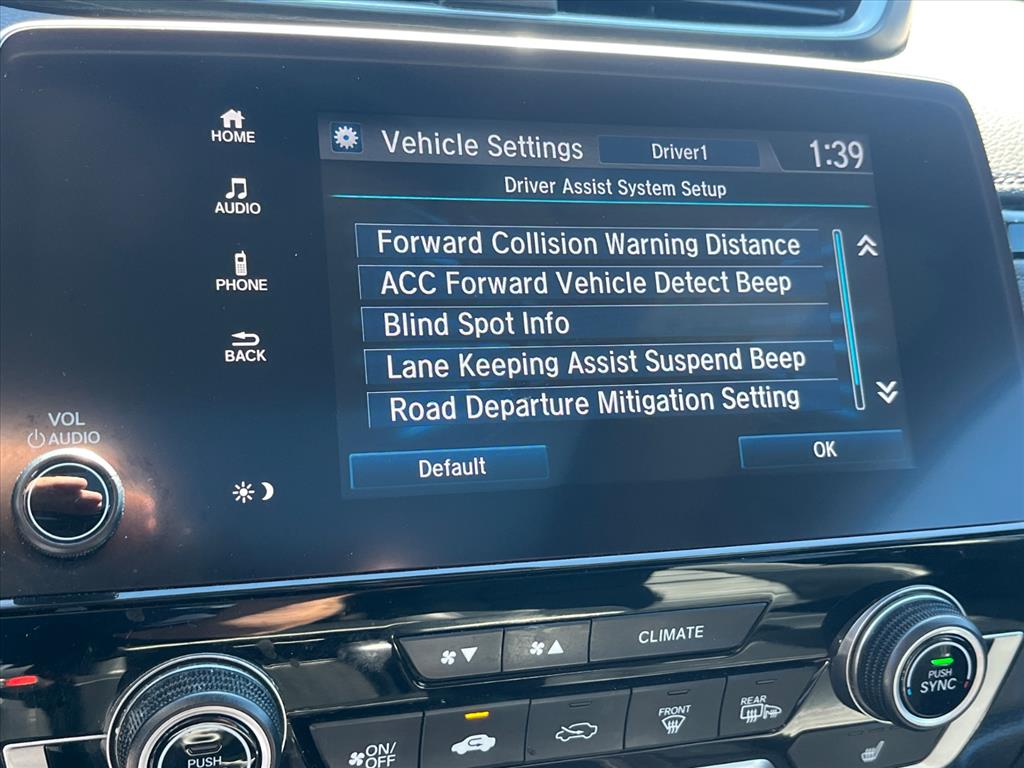 HOME
AUDIO
PHONE
BACK
VOL
AUDIO
Vehicle Settings
Driver1
1:39
Driver Assist System Setup
Forward Collision Warning Distance
ACC Forward Vehicle Detect Beep
Blind Spot Info
Lane Keeping Assist Suspend Beep
Road Departure Mitigation Setting
Default
OK
CLIMATE
PUSH
SYNC
ON/
OFF
FRONT
REAR
PUSH